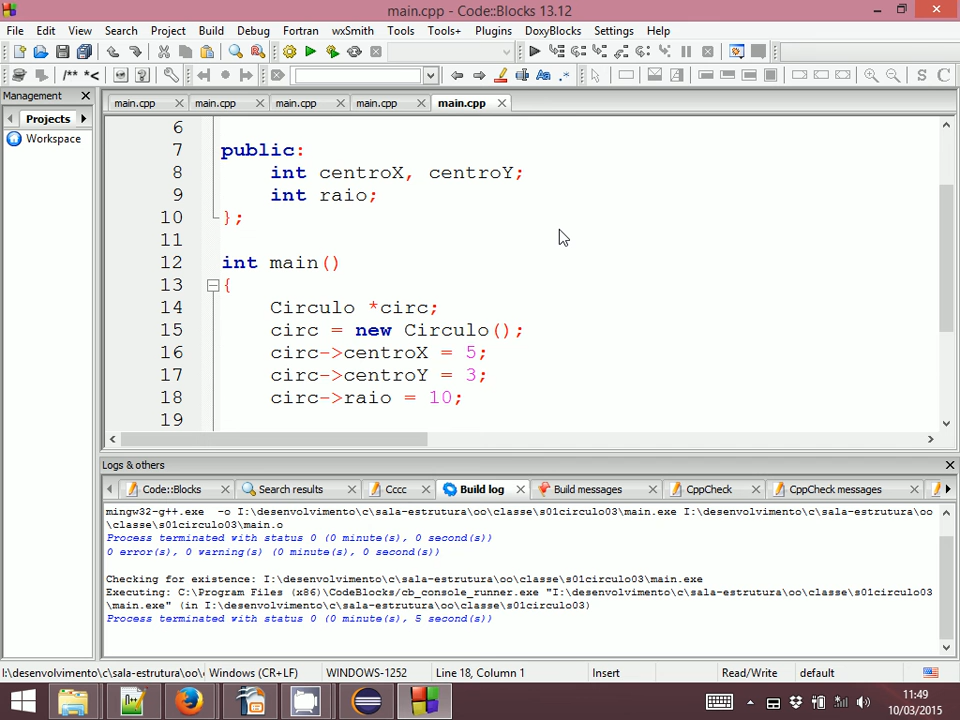 main.cpp - Code::Blocks 13.12
File Edit View Search Project Build Debug Fortran wxSmith Tools Tools+ Plugins DoxyBlocks Settings Help
/** *<
Aa .* S C
Management
main.cpp main.cpp main.cpp main.cpp main.cpp
Projects
Workspace
6
7 public:
8 int centroX, centroY;
9 int raio;
10 };
11
12 int main()
13 {
14 Circulo *circ;
15 circ = new Circulo();
16 circ->centroX = 5;
17 circ->centroY = 3;
18 circ->raio = 10;
19
Logs & others
Code::Blocks Search results Cccc Build log Build messages CppCheck CppCheck messages
mingw32-g++.exe -o I:\desenvolvimento\c\sala-estrutura\oo\classe\s01circulo03\main.exe I:\desenvolvimento\c\sala-estrutura\oo
\classe\s01circulo03\main.o
Process terminated with status 0 (0 minute(s), 0 second(s))
0 error(s), 0 warning(s) (0 minute(s), 0 second(s))
Checking for existence: I:\desenvolvimento\c\sala-estrutura\oo\classe\s01circulo03\main.exe
Executing: C:\Program Files (x86)\CodeBlocks/cb_console_runner.exe "I:\desenvolvimento\c\sala-estrutura\oo\classe\s01circulo03
\main.exe" (in I:\desenvolvimento\c\sala-estrutura\oo\classe\s01circulo03)
Process terminated with status 0 (0 minute(s), 5 second(s))
I:\desenvolvimento\c\sala-estrutura\oo\ Windows (CR+LF) WINDOWS-1252 Line 18, Column 1 Insert Read/Write default
11:49
10/03/2015